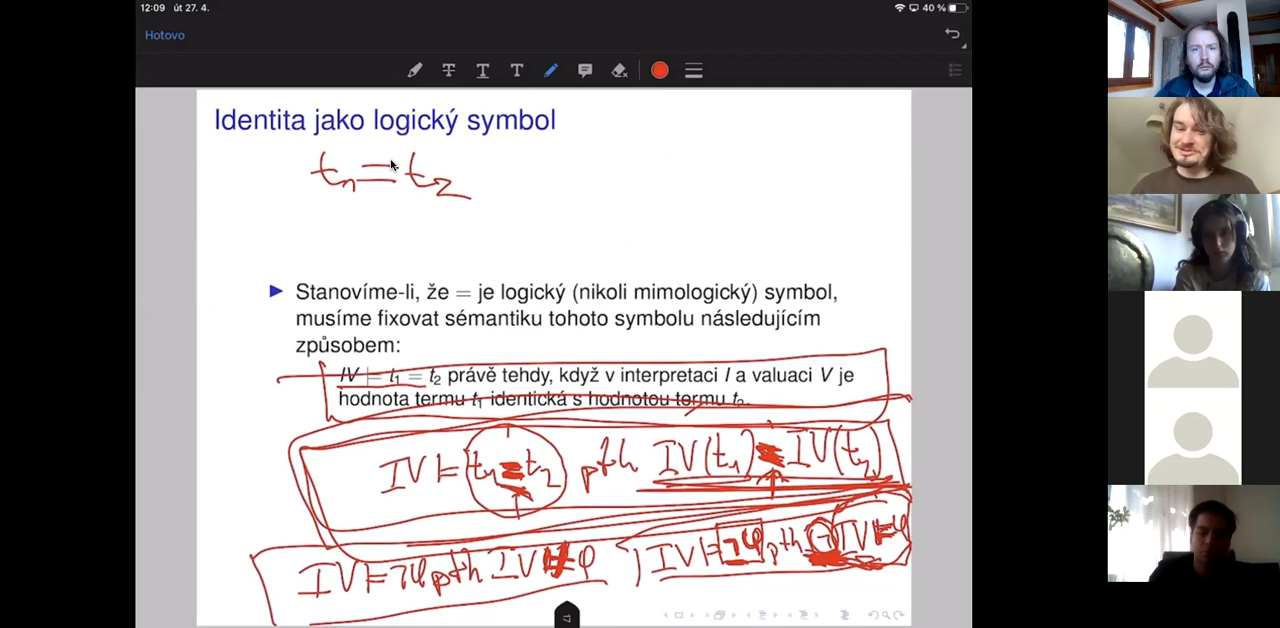 12:09 út 27. 4. 40 %
Hotovo
Identita jako logický symbol
t₁ = t₂
Stanovíme-li, že = je logický (nikoli mimologický) symbol,
musíme fixovat sémantiku tohoto symbolu následujícím
způsobem:
IV ⊨ t₁ = t₂ právě tehdy, když v interpretaci I a valuaci V je
hodnota termu t₁ identická s hodnotou termu t₂.
IV ⊨ t₁ = t₂ pth IV(t₁) = IV(t₂)
IV ⊨ ¬φ pth IV ⊭ φ
IV ⊨ ¬φ pth ¬ IV ⊨ φ
17